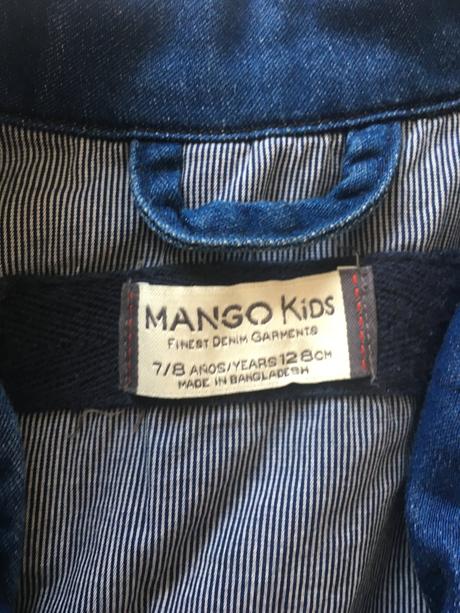 MANGO KIDS
FINEST DENIM GARMENTS
7/8 AÑOS/YEARS 128CM
MADE IN BANGLADESH